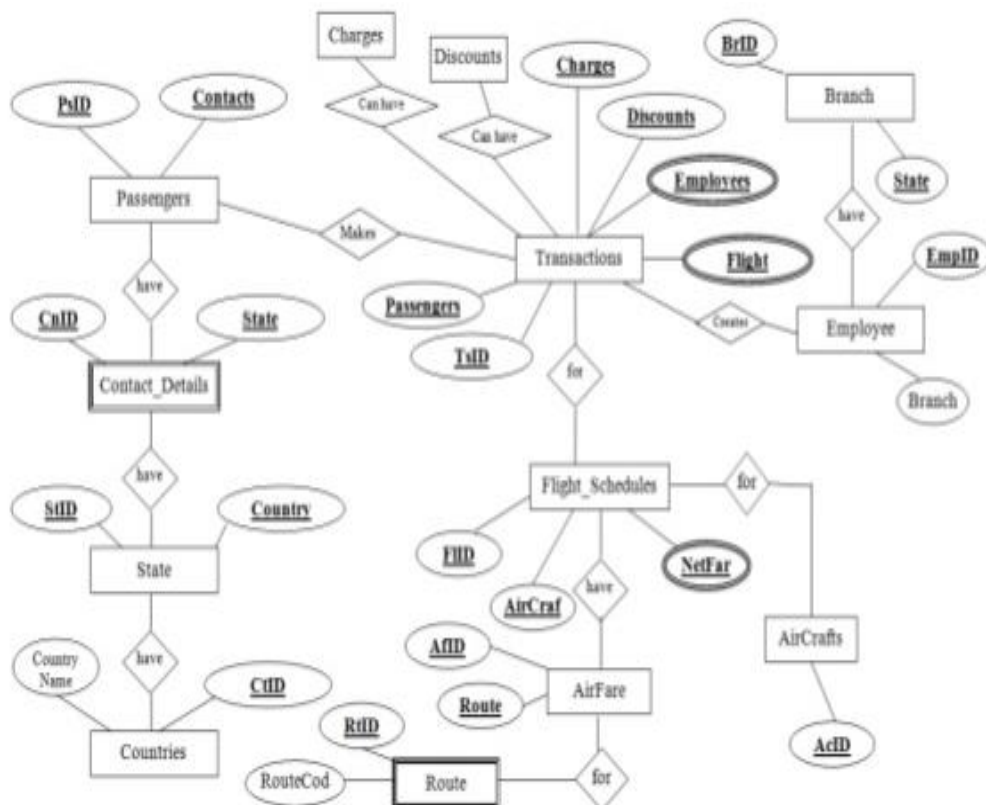 Charges
Discounts
Charges
BrID
Branch
PsID
Contacts
Can have
Can have
Discounts
Employees
State
Passengers
Makes
have
Transactions
Flight
EmpID
have
Passengers
Creates
Employee
CnID
State
TsID
for
Branch
Contact_Details
have
Flight_Schedules
for
StID
Country
FlID
NetFar
State
AirCraf
have
AirCrafts
Country
Name
have
CtID
AfID
AirFare
Route
Countries
RtID
AcID
RouteCod
Route
for